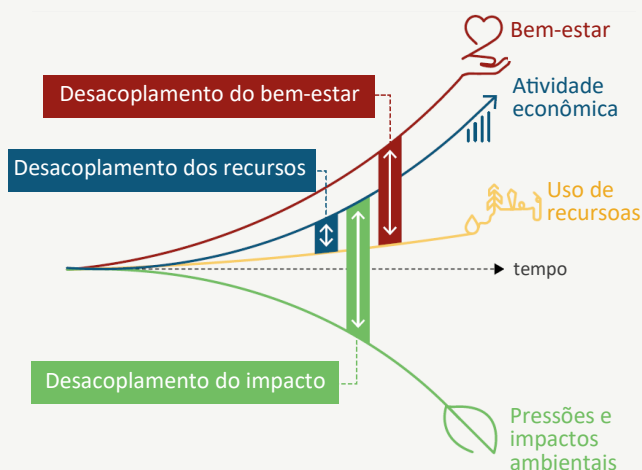 Bem-estar
Desacoplamento do bem-estar
Atividade
econômica
Desacoplamento dos recursos
Uso de
recursoas
tempo
Desacoplamento do impacto
Pressões e
impactos
ambientais